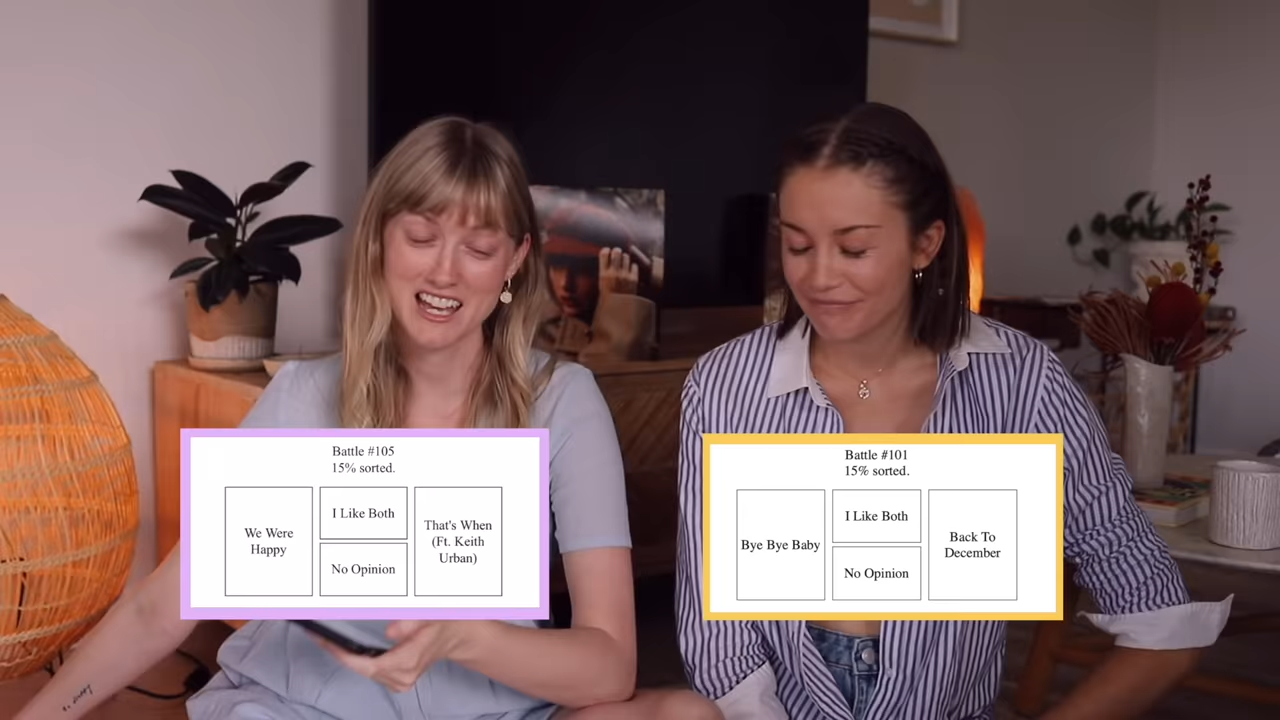 Battle #105
15% sorted.
We Were
Happy
I Like Both
No Opinion
That's When
(Ft. Keith
Urban)
Battle #101
15% sorted.
Bye Bye Baby
I Like Both
No Opinion
Back To
December